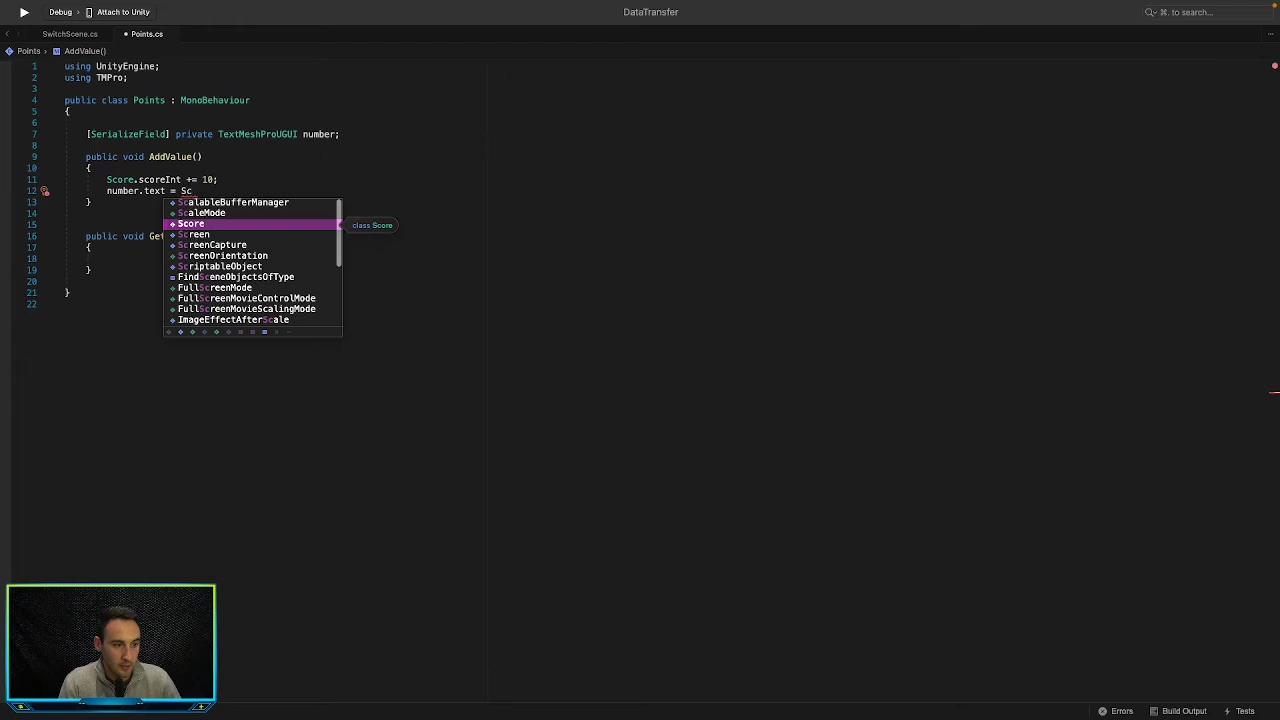 Debug > Attach to Unity
DataTransfer
⌘. to search...
SwitchScene.cs
Points.cs
Points > AddValue()
1 using UnityEngine;
2 using TMPro;
3
4 public class Points : MonoBehaviour
5 {
6
7 [SerializeField] private TextMeshProUGUI number;
8
9 public void AddValue()
10 {
11 Score.scoreInt += 10;
12 number.text = Sc
13 }
14
15
16 public void Get
17 {
18
19 }
20
21 }
22
ScalableBufferManager
ScaleMode
Score
class Score
Screen
ScreenCapture
ScreenOrientation
ScriptableObject
FindSceneObjectsOfType
FullScreenMode
FullScreenMovieControlMode
FullScreenMovieScalingMode
ImageEffectAfterScale
Errors
Build Output
Tests